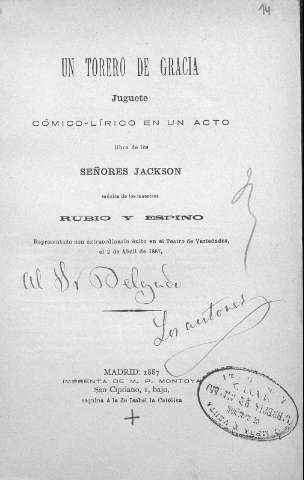 14
UN TORERO DE GRACIA
Juguete
CÓMICO-LÍRICO EN UN ACTO
libro de los
SEÑORES JACKSON
música de los maestros
RUBIO Y ESPINO
Representado con extraordinario éxito en el Teatro de Variedades,
el 2 de Abril de 1887.
Al Sr Delgado
Los autores
MADRID: 1887
IMPRENTA DE M. P. MONTOYA
San Cipriano, 1, bajo,
esquina á la de Isabel la Católica